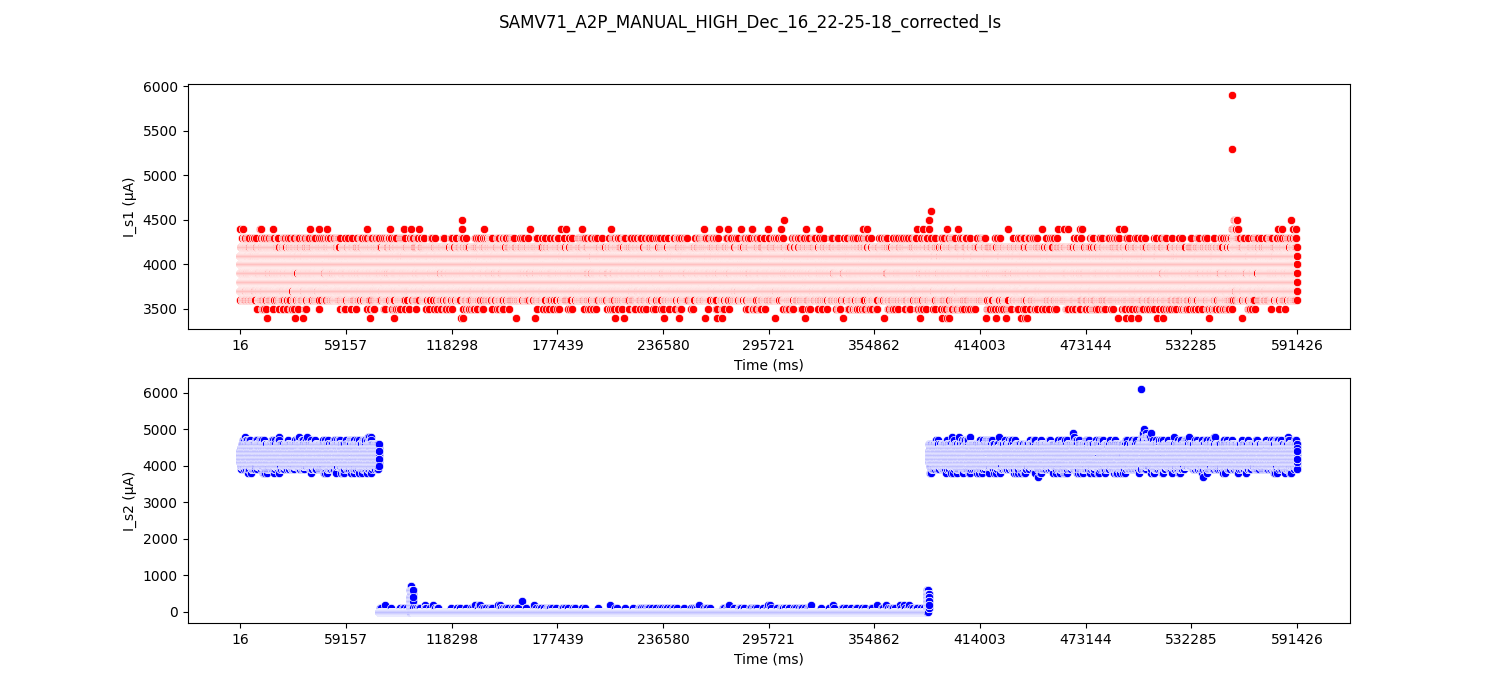 SAMV71_A2P_MANUAL_HIGH_Dec_16_22-25-18_corrected_Is
6000
5500
5000
4500
4000
3500
I_s1 (μA)
16 59157 118298 177439 236580 295721 354862 414003 473144 532285 591426
Time (ms)
6000
5000
4000
3000
2000
1000
0
I_s2 (μA)
16 59157 118298 177439 236580 295721 354862 414003 473144 532285 591426
Time (ms)